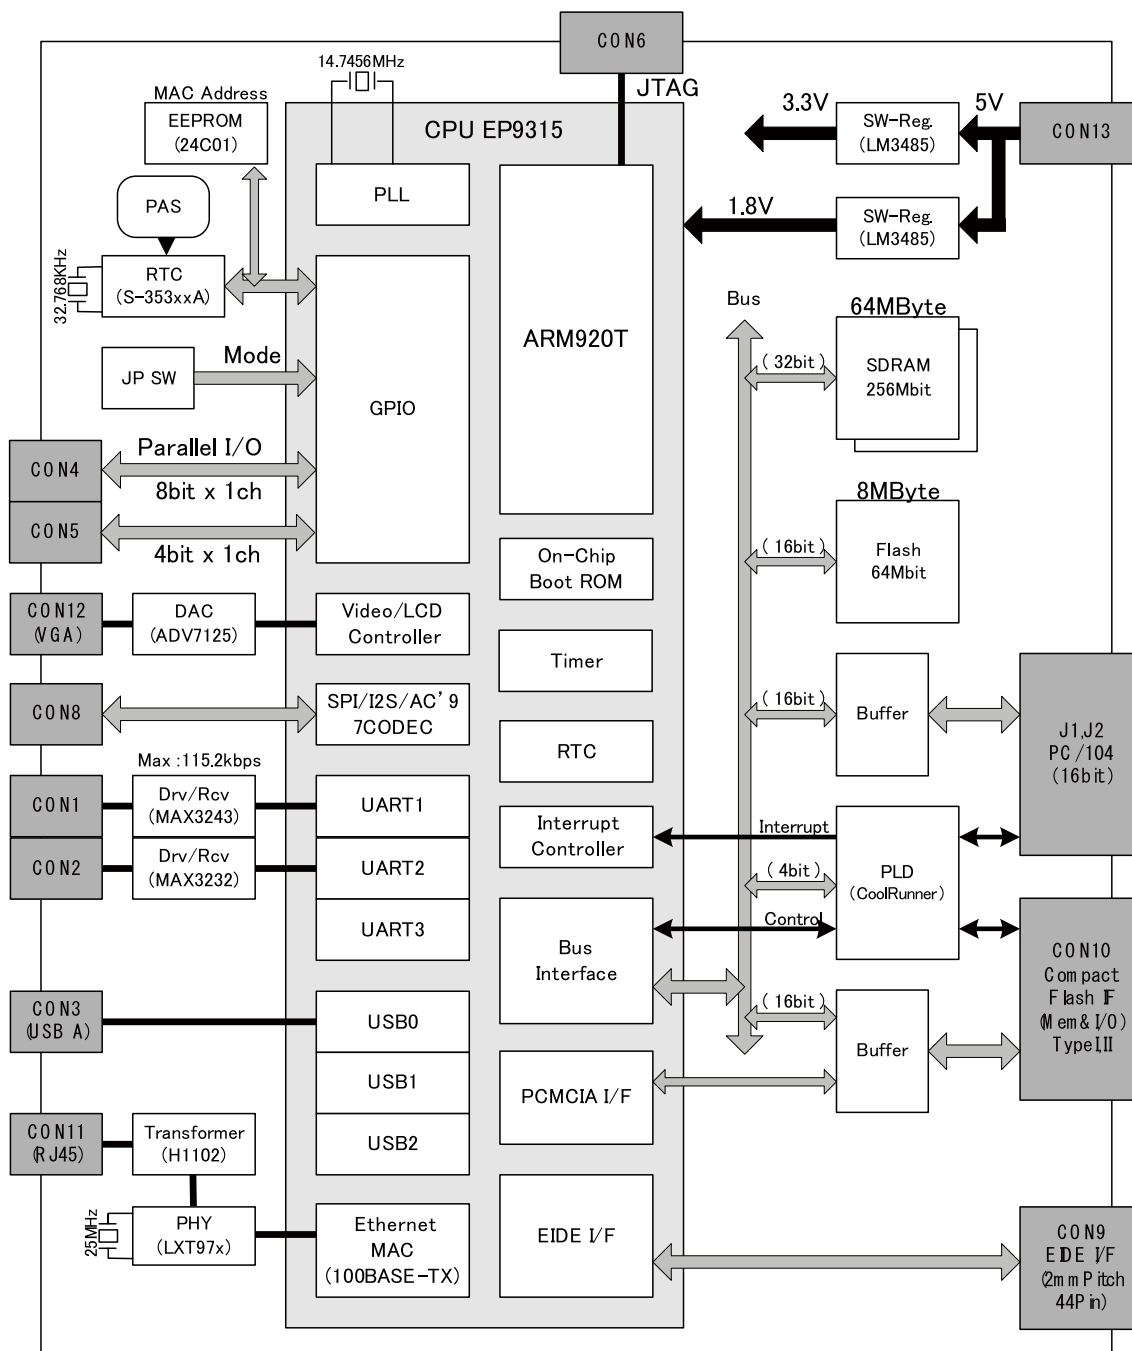 CON6
14.7456MHz
JTAG
MAC Address
EEPROM
(24C01)
CPU EP9315
3.3V
SW-Reg.
(LM3485)
5V
CON13
PLL
PAS
1.8V
SW-Reg.
(LM3485)
32.768KHz
RTC
(S-353xxA)
ARM920T
Bus
64MByte
Mode
JP SW
GPIO
(32bit)
SDRAM
256Mbit
CON4
Parallel I/O
8bit x 1ch
8MByte
CON5
4bit x 1ch
On-Chip
Boot ROM
(16bit)
Flash
64Mbit
CON12
(VGA)
DAC
(ADV7125)
Video/LCD
Controller
Timer
CON8
SPI/I2S/AC'9
7CODEC
(16bit)
Buffer
J1,J2
PC/104
(16bit)
RTC
Max :115.2kbps
CON1
Drv/Rcv
(MAX3243)
UART1
Interrupt
Controller
Interrupt
CON2
Drv/Rcv
(MAX3232)
UART2
(4bit)
PLD
(CoolRunner)
UART3
Bus
Interface
Control
CON10
Compact
Flash IF
(Mem& I/O)
TypeI,II
CON3
(USB A)
USB0
(16bit)
Buffer
USB1
PCMCIA I/F
CON11
(RJ45)
Transformer
(H1102)
USB2
25MHz
PHY
(LXT97x)
Ethernet
MAC
(100BASE-TX)
EIDE I/F
CON9
EIDE I/F
(2mm Pitch
44Pin)